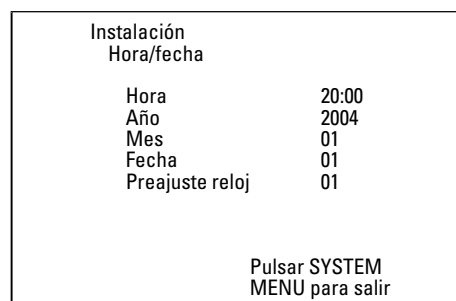 Instalación
Hora/fecha
Hora 20:00
Año 2004
Mes 01
Fecha 01
Preajuste reloj 01
Pulsar SYSTEM
MENU para salir